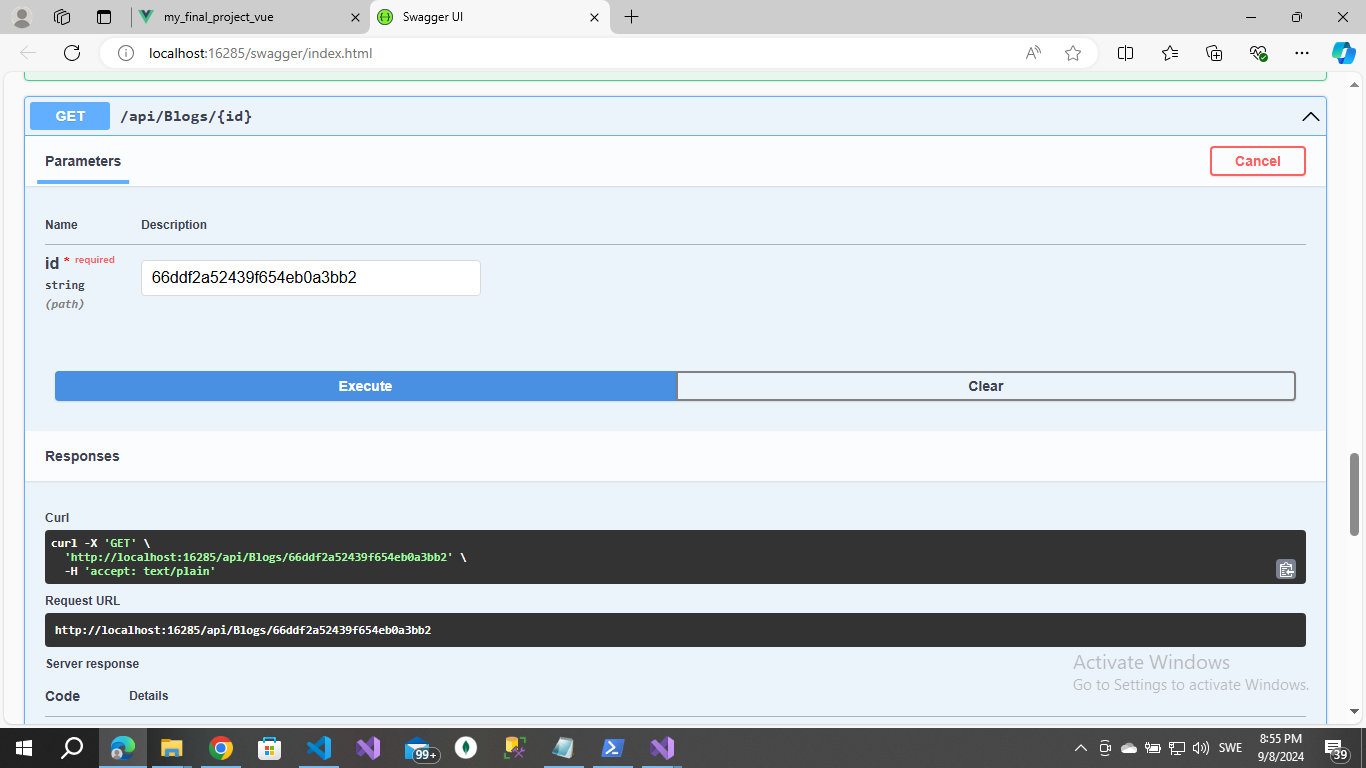 my_final_project_vue
Swagger UI
localhost:16285/swagger/index.html
GET /api/Blogs/{id}
Parameters
Cancel
Name Description
id * required
string
(path)
66ddf2a52439f654eb0a3bb2
Execute
Clear
Responses
Curl
curl -X 'GET' \
'http://localhost:16285/api/Blogs/66ddf2a52439f654eb0a3bb2' \
-H 'accept: text/plain'
Request URL
http://localhost:16285/api/Blogs/66ddf2a52439f654eb0a3bb2
Server response
Code Details
Activate Windows
Go to Settings to activate Windows.
99+
SWE
8:55 PM
9/8/2024
39